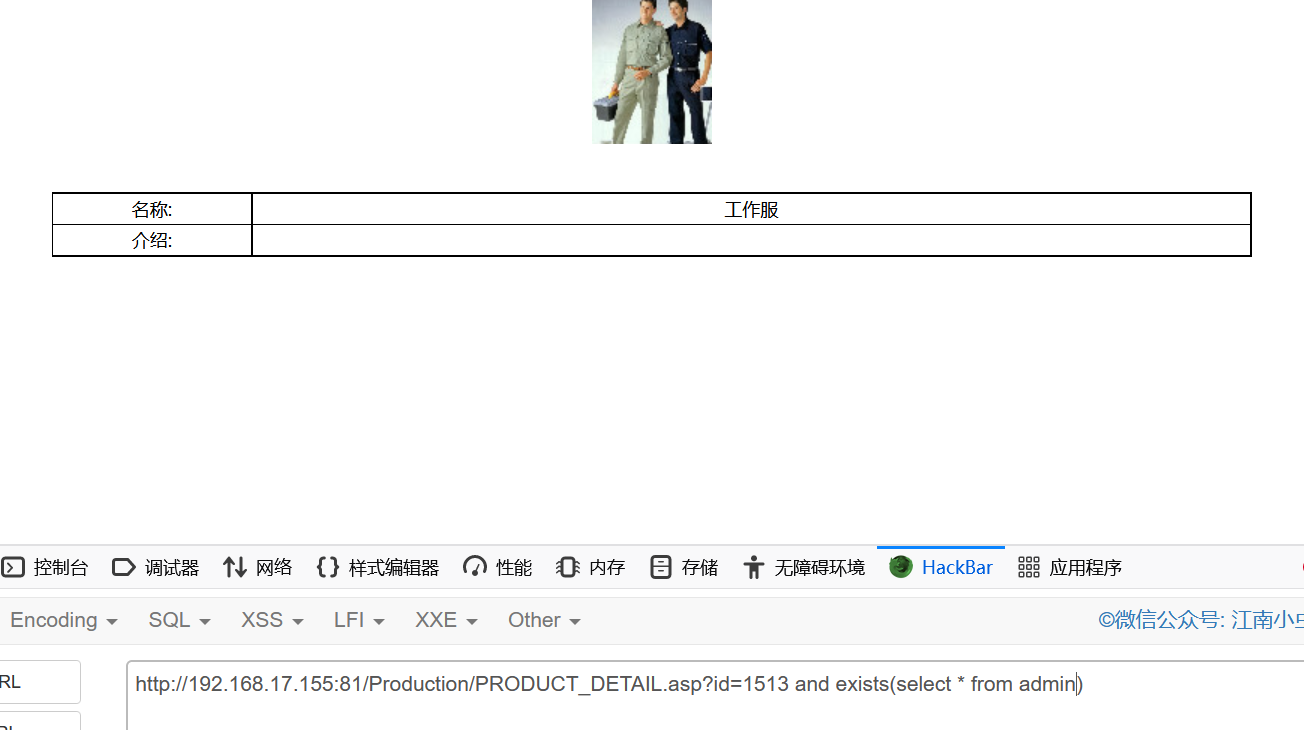 名称: 工作服
介绍:
控制台 调试器 网络 样式编辑器 性能 内存 存储 无障碍环境 HackBar 应用程序
Encoding SQL XSS LFI XXE Other ©微信公众号: 江南小
RL http://192.168.17.155:81/Production/PRODUCT_DETAIL.asp?id=1513 and exists(select * from admin)